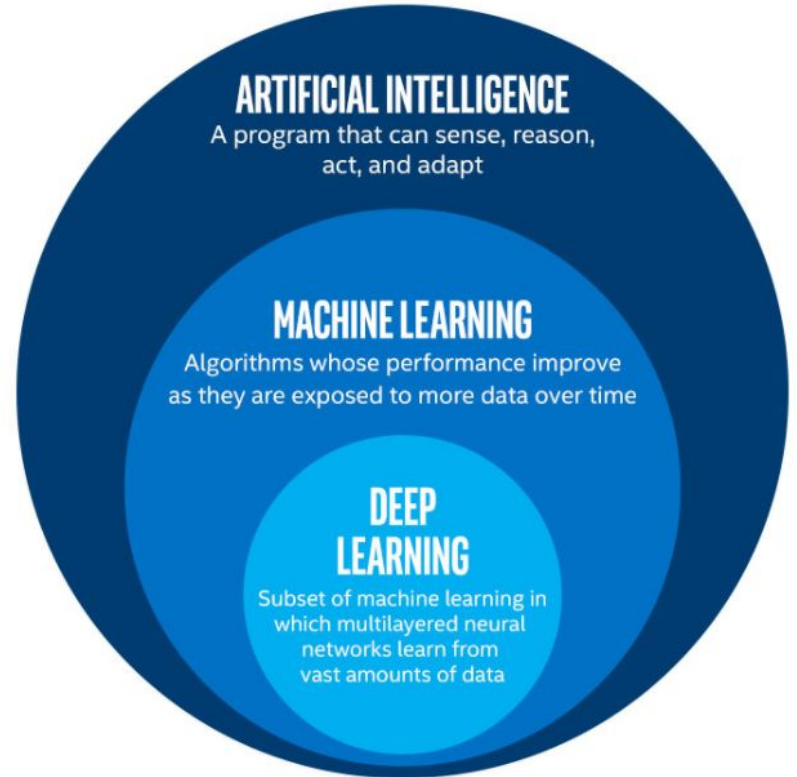 ARTIFICIAL INTELLIGENCE
A program that can sense, reason,
act, and adapt
MACHINE LEARNING
Algorithms whose performance improve
as they are exposed to more data over time
DEEP
LEARNING
Subset of machine learning in
which multilayered neural
networks learn from
vast amounts of data